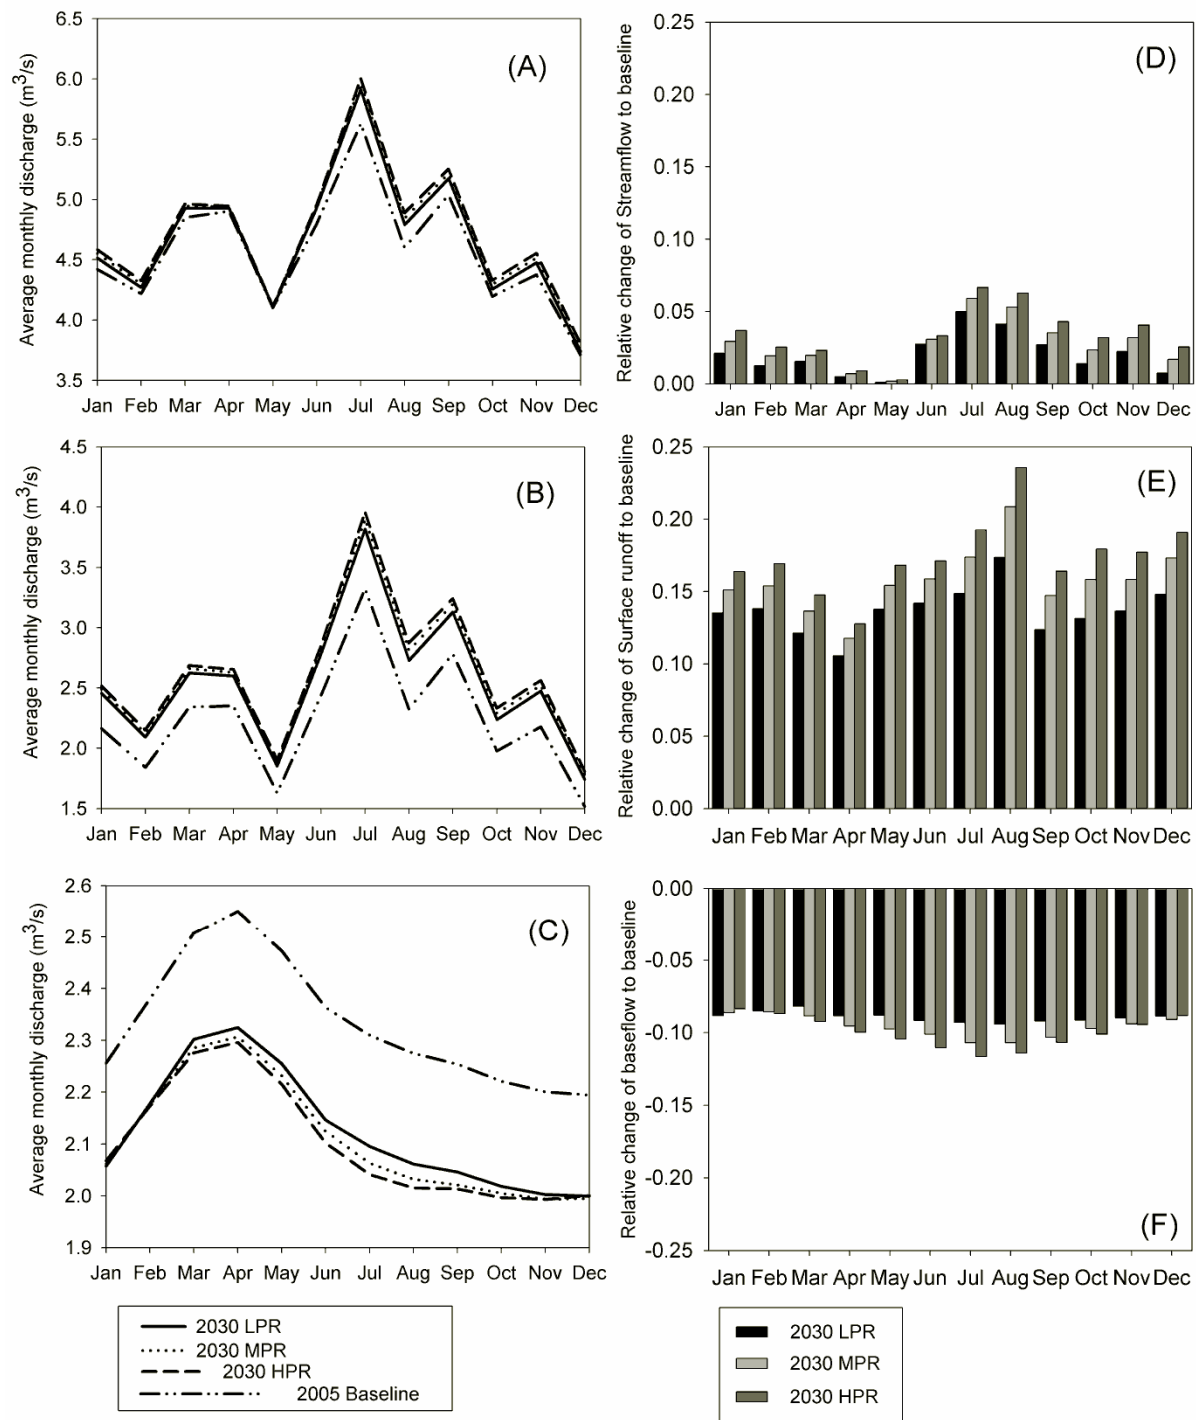 Average monthly discharge (m³/s)
6.5
6.0
5.5
5.0
4.5
4.0
3.5
(A)
Jan Feb Mar Apr May Jun Jul Aug Sep Oct Nov Dec
Relative change of Streamflow to baseline
0.25
0.20
0.15
0.10
0.05
0.00
(D)
Jan Feb Mar Apr May Jun Jul Aug Sep Oct Nov Dec
Average monthly discharge (m³/s)
4.5
4.0
3.5
3.0
2.5
2.0
1.5
(B)
Jan Feb Mar Apr May Jun Jul Aug Sep Oct Nov Dec
Relative change of Surface runoff to baseline
0.25
0.20
0.15
0.10
0.05
0.00
(E)
Jan Feb Mar Apr May Jun Jul Aug Sep Oct Nov Dec
Average monthly discharge (m³/s)
2.6
2.5
2.4
2.3
2.2
2.1
2.0
1.9
(C)
Jan Feb Mar Apr May Jun Jul Aug Sep Oct Nov Dec
Relative change of baseflow to baseline
0.00
-0.05
-0.10
-0.15
-0.20
-0.25
(F)
Jan Feb Mar Apr May Jun Jul Aug Sep Oct Nov Dec
2030 LPR
2030 MPR
2030 HPR
2005 Baseline
2030 LPR
2030 MPR
2030 HPR